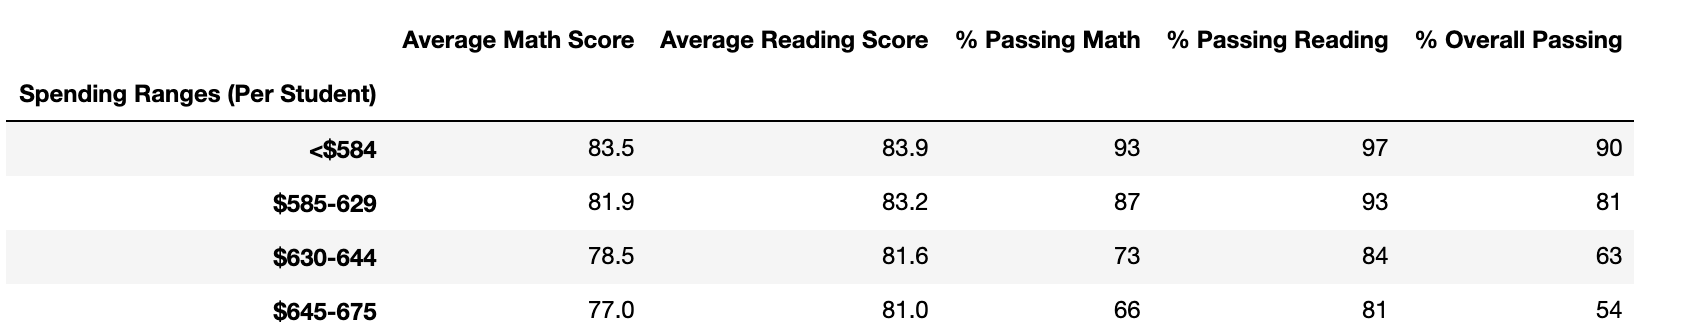 Average Math Score Average Reading Score % Passing Math % Passing Reading % Overall Passing
Spending Ranges (Per Student)
<$584 83.5 83.9 93 97 90
$585-629 81.9 83.2 87 93 81
$630-644 78.5 81.6 73 84 63
$645-675 77.0 81.0 66 81 54